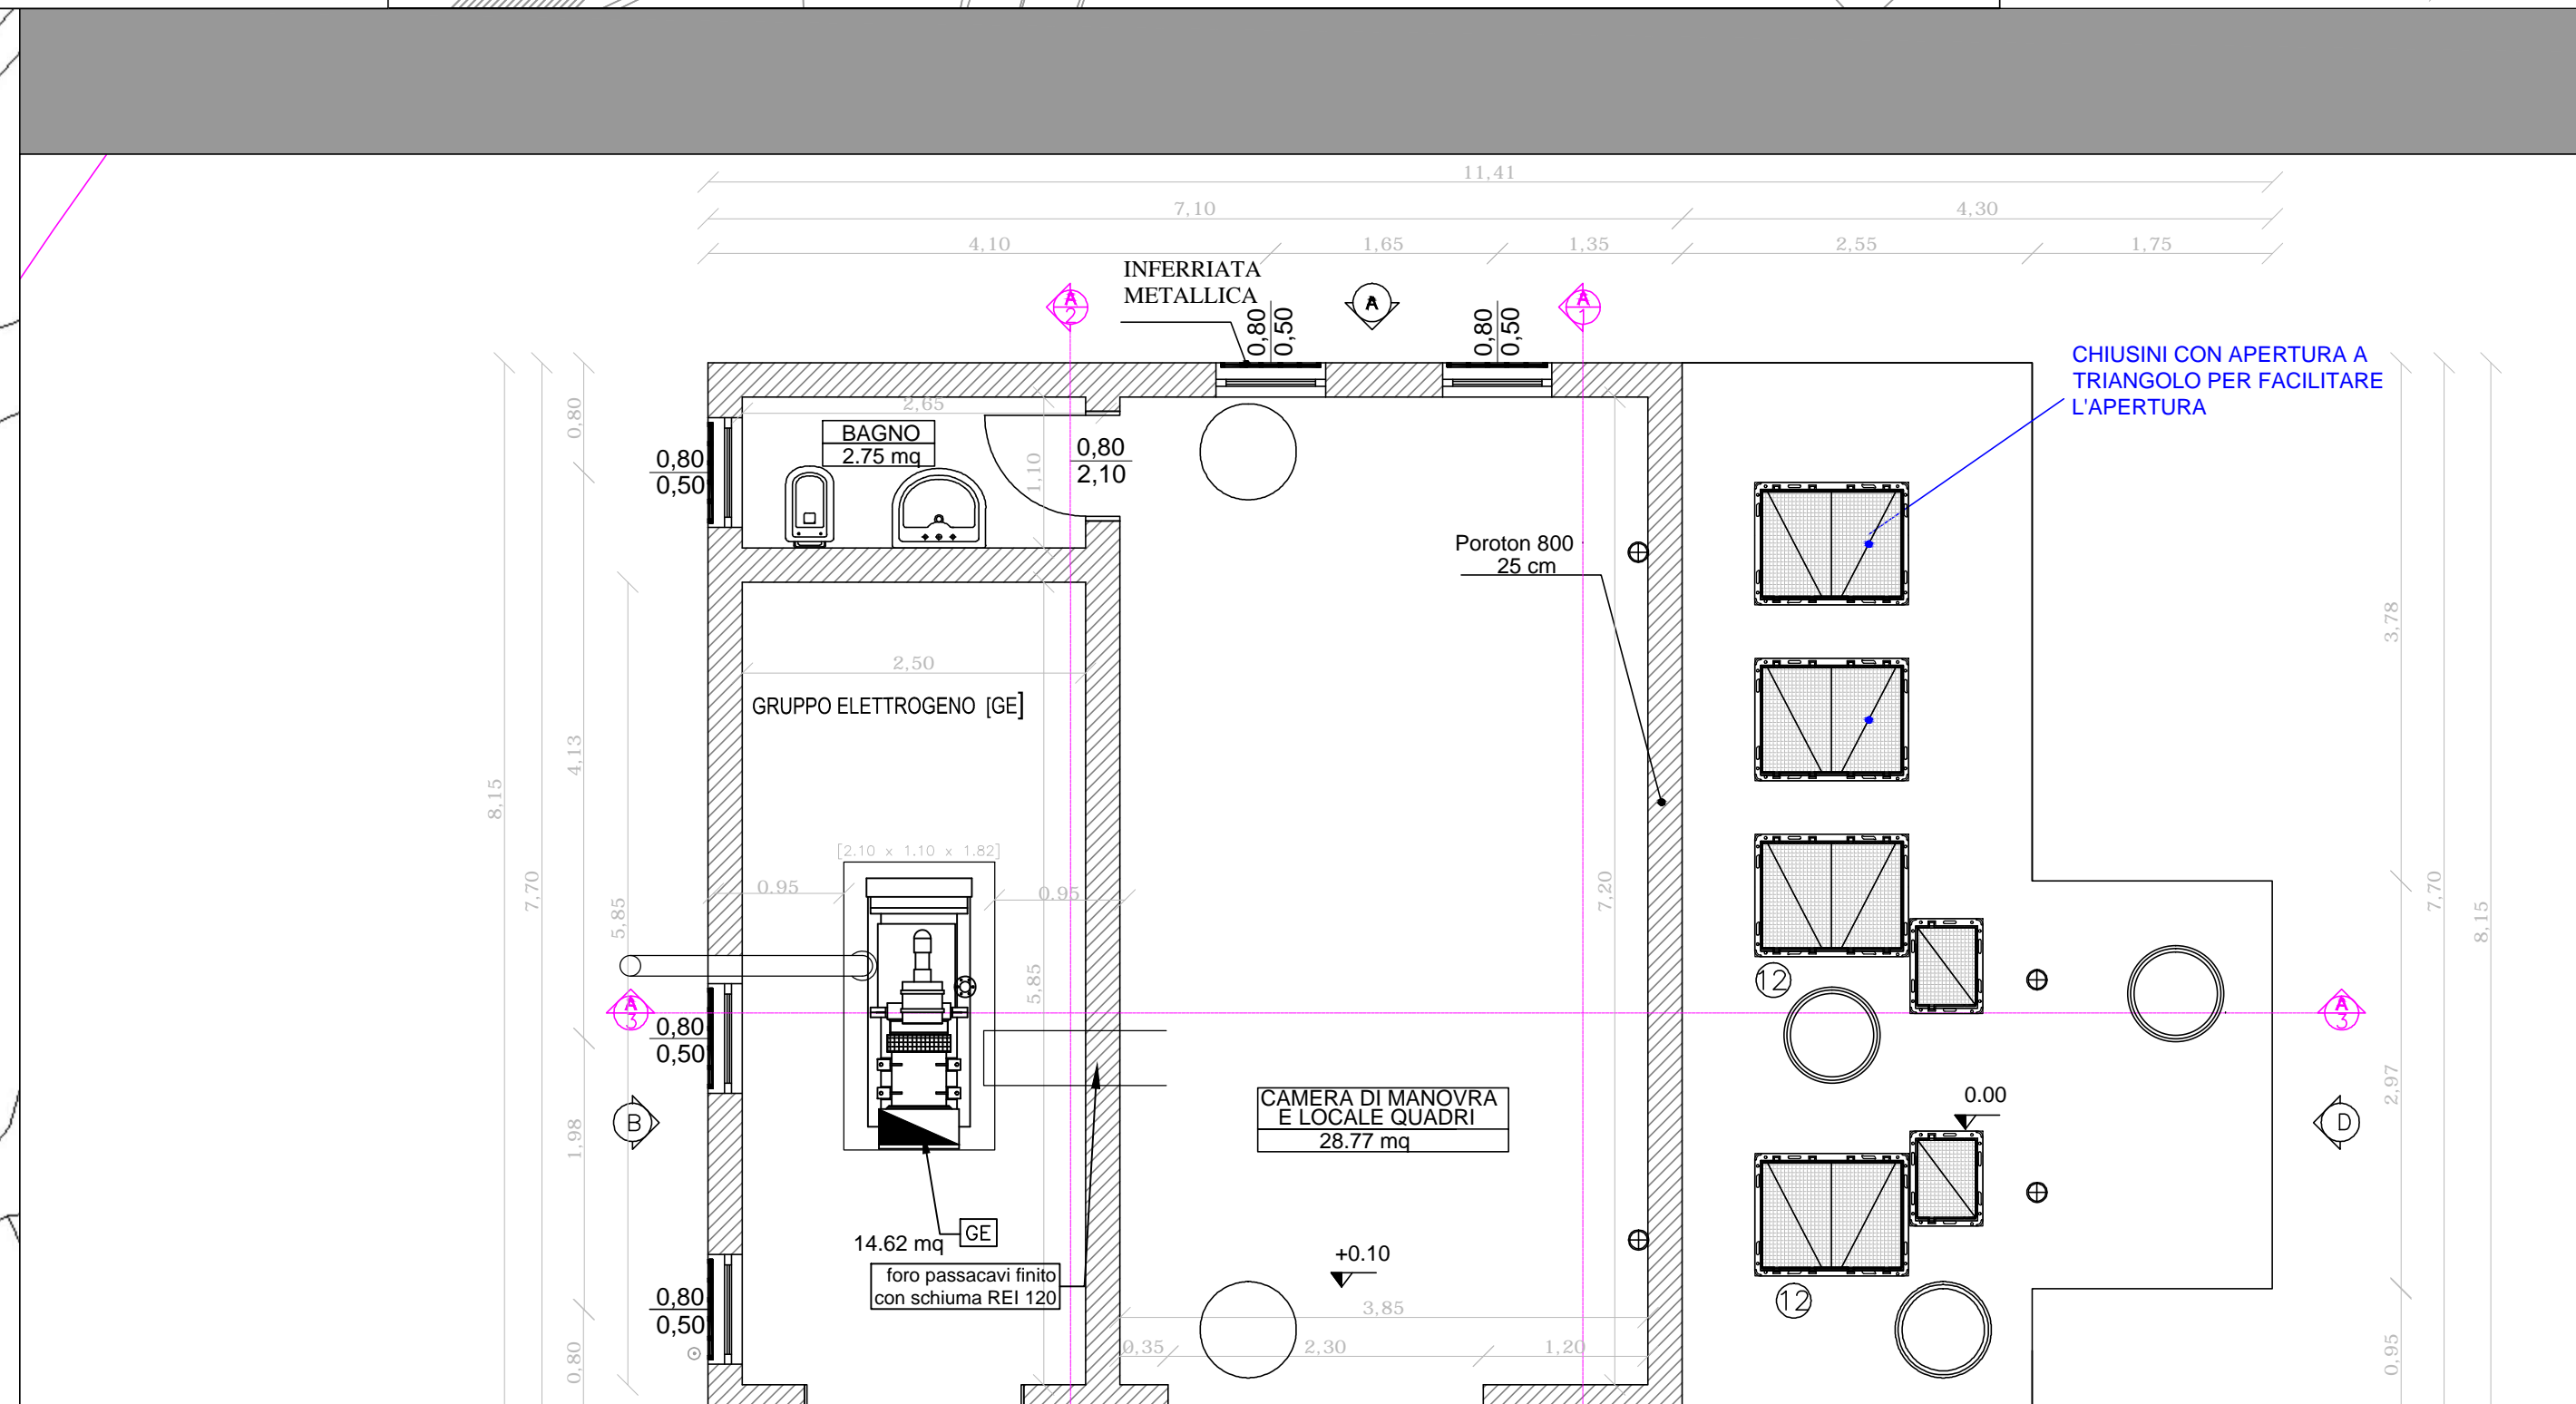 11,41
7,10
4,30
4,10
1,65
1,35
2,55
1,75
INFERRIATA
METALLICA
A
2
A
A
1
0,80
0,50
0,80
0,50
CHIUSINI CON APERTURA A
TRIANGOLO PER FACILITARE
L'APERTURA
0,80
2,65
BAGNO
2.75 mq
0,80
0,50
1,10
0,80
2,10
Poroton 800
25 cm
3,78
2,50
GRUPPO ELETTROGENO [GE]
4,13
8,15
[2.10 x 1.10 x 1.82]
0,95
0,95
7,70
5,85
7,20
7,70
8,15
12
5,85
A
3
0,80
0,50
A
3
CAMERA DI MANOVRA
E LOCALE QUADRI
28.77 mq
0.00
2,97
B
D
1,98
14.62 mq
GE
foro passacavi finito
con schiuma REI 120
+0.10
0,80
0,50
12
3,85
0,35
2,30
1,20
0,80
0,95